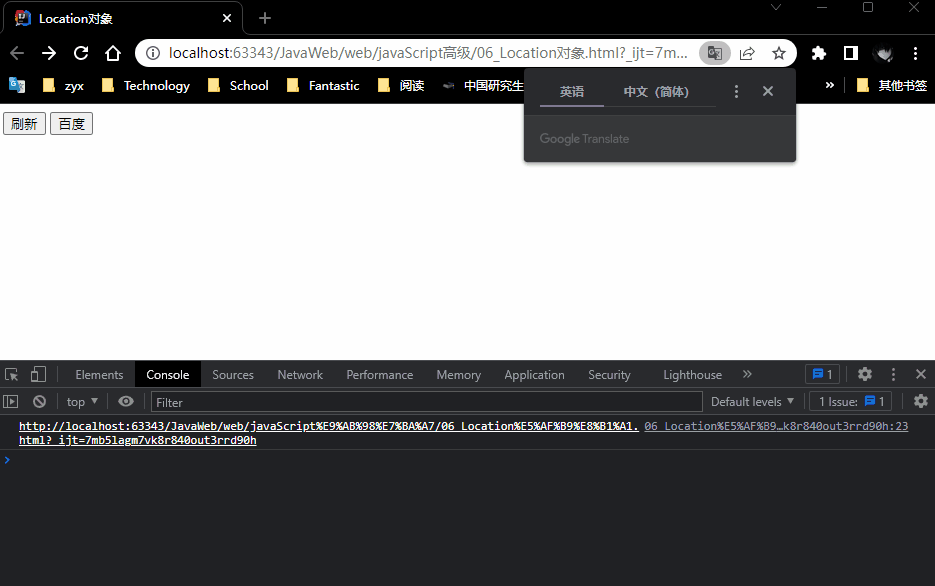 Location对象
localhost:63343/JavaWeb/web/javaScript高级/06_Location对象.html?_ijt=7m...
zyx Technology School Fantastic 阅读 中国研究生 » 其他书签
英语 中文（简体）
Google Translate
刷新 百度
Elements Console Sources Network Performance Memory Application Security Lighthouse » 1
top Filter Default levels 1 Issue: 1
http://localhost:63343/JavaWeb/web/javaScript%E9%AB%98%E7%BA%A7/06_Location%E5%AF%B9%E8%B1%A1. 06_Location%E5%AF%B9…k8r840out3rrd90h:23
html?_ijt=7mb5lagm7vk8r840out3rrd90h